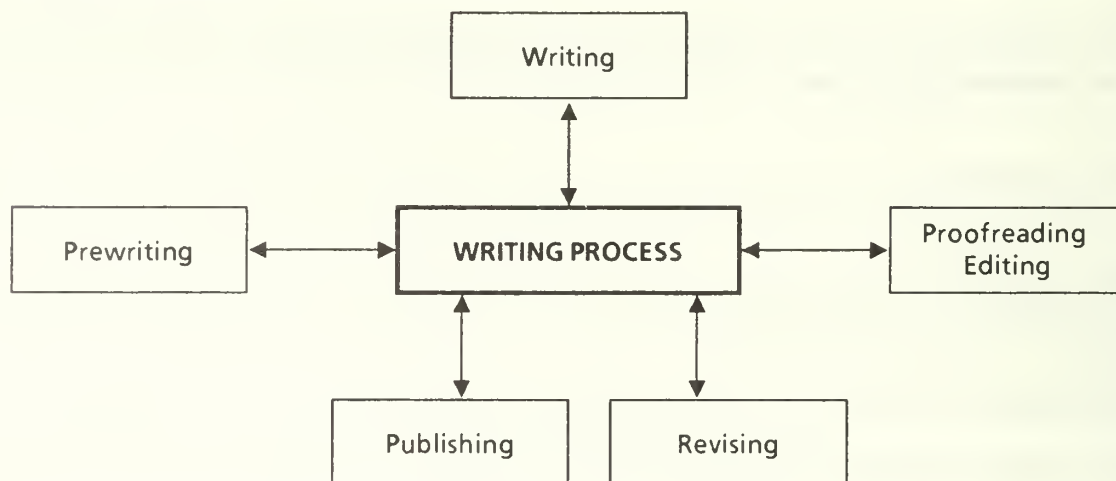 Writing
Prewriting
WRITING PROCESS
Proofreading
Editing
Publishing
Revising